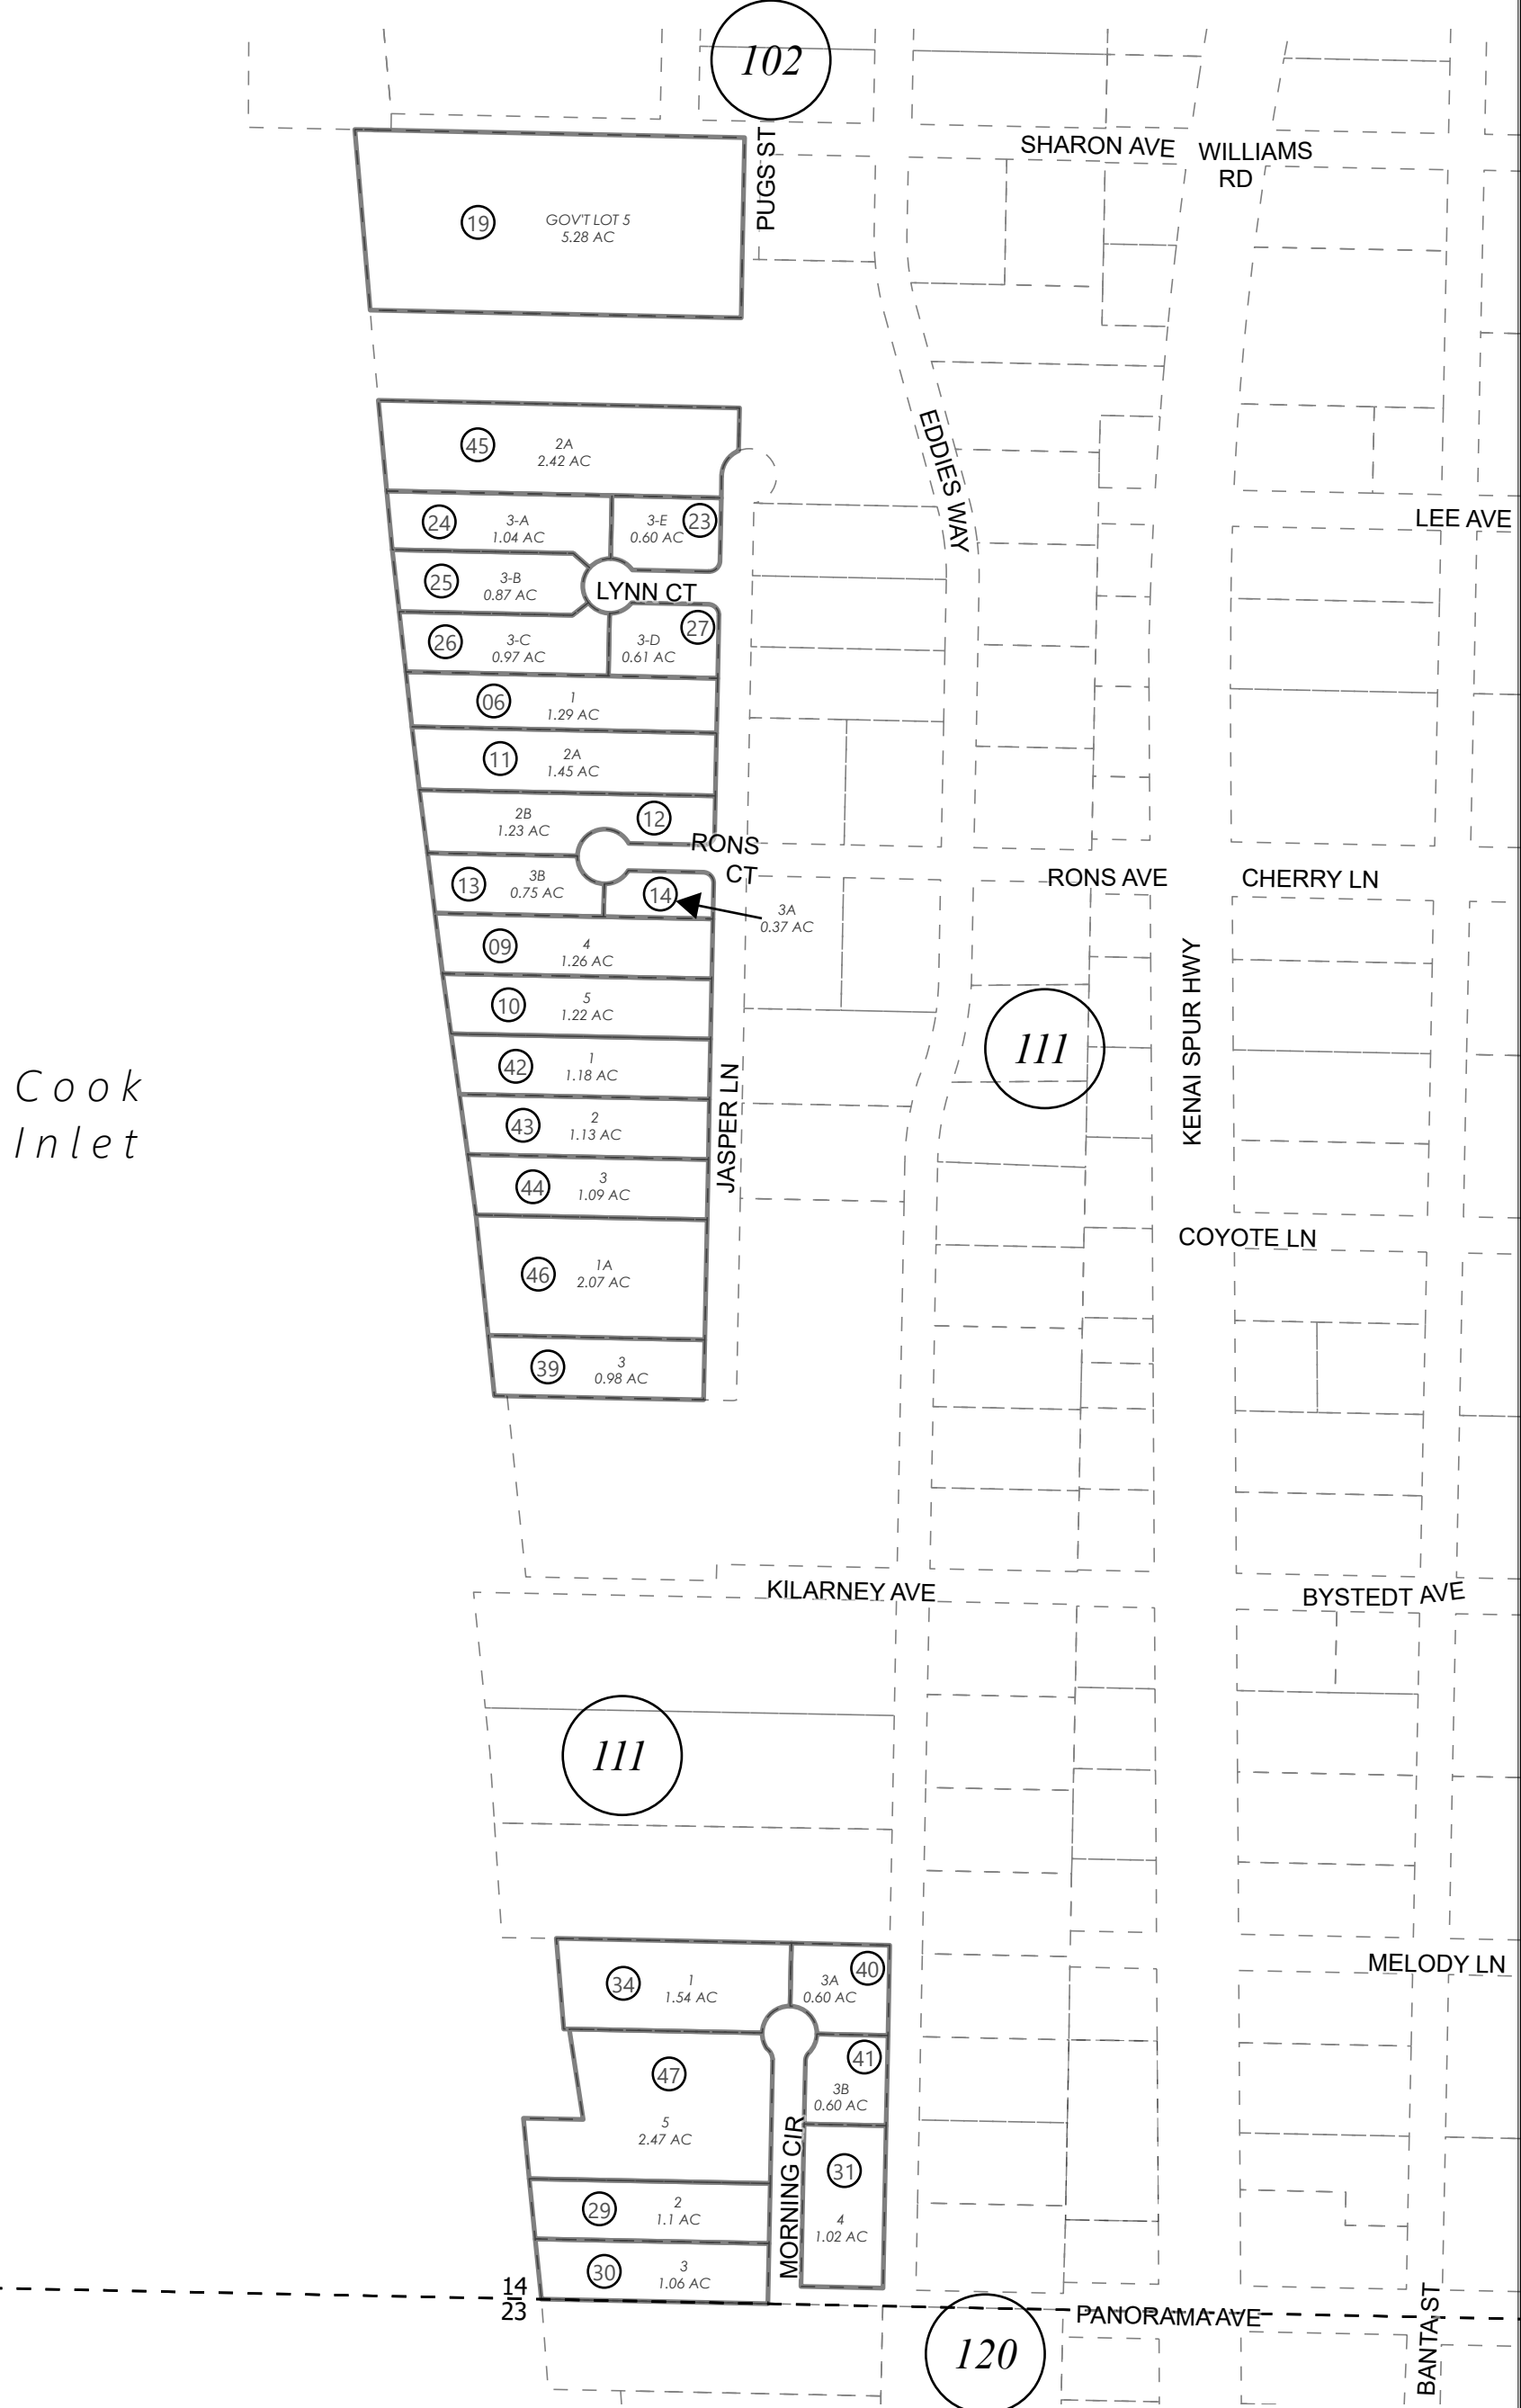 102
SHARON AVE
WILLIAMS
RD
PUGS ST
19
GOV'T LOT 5
5.28 AC
45
2A
2.42 AC
EDDIES WAY
24
3-A
1.04 AC
3-E
0.60 AC
23
LEE AVE
25
3-B
0.87 AC
LYNN CT
26
3-C
0.97 AC
3-D
0.61 AC
27
06
1
1.29 AC
11
2A
1.45 AC
2B
1.23 AC
12
RONS
CT
13
3B
0.75 AC
14
3A
0.37 AC
RONS AVE
CHERRY LN
09
4
1.26 AC
10
5
1.22 AC
111
KENAI SPUR HWY
42
1
1.18 AC
Cook
Inlet
43
2
1.13 AC
JASPER LN
44
3
1.09 AC
COYOTE LN
46
1A
2.07 AC
39
3
0.98 AC
KILARNEY AVE
BYSTEDT AVE
111
34
1
1.54 AC
3A
0.60 AC
40
MELODY LN
47
5
2.47 AC
41
3B
0.60 AC
MORNING CIR
31
4
1.02 AC
29
2
1.1 AC
30
3
1.06 AC
14
23
PANORAMA AVE
BANTA ST
120